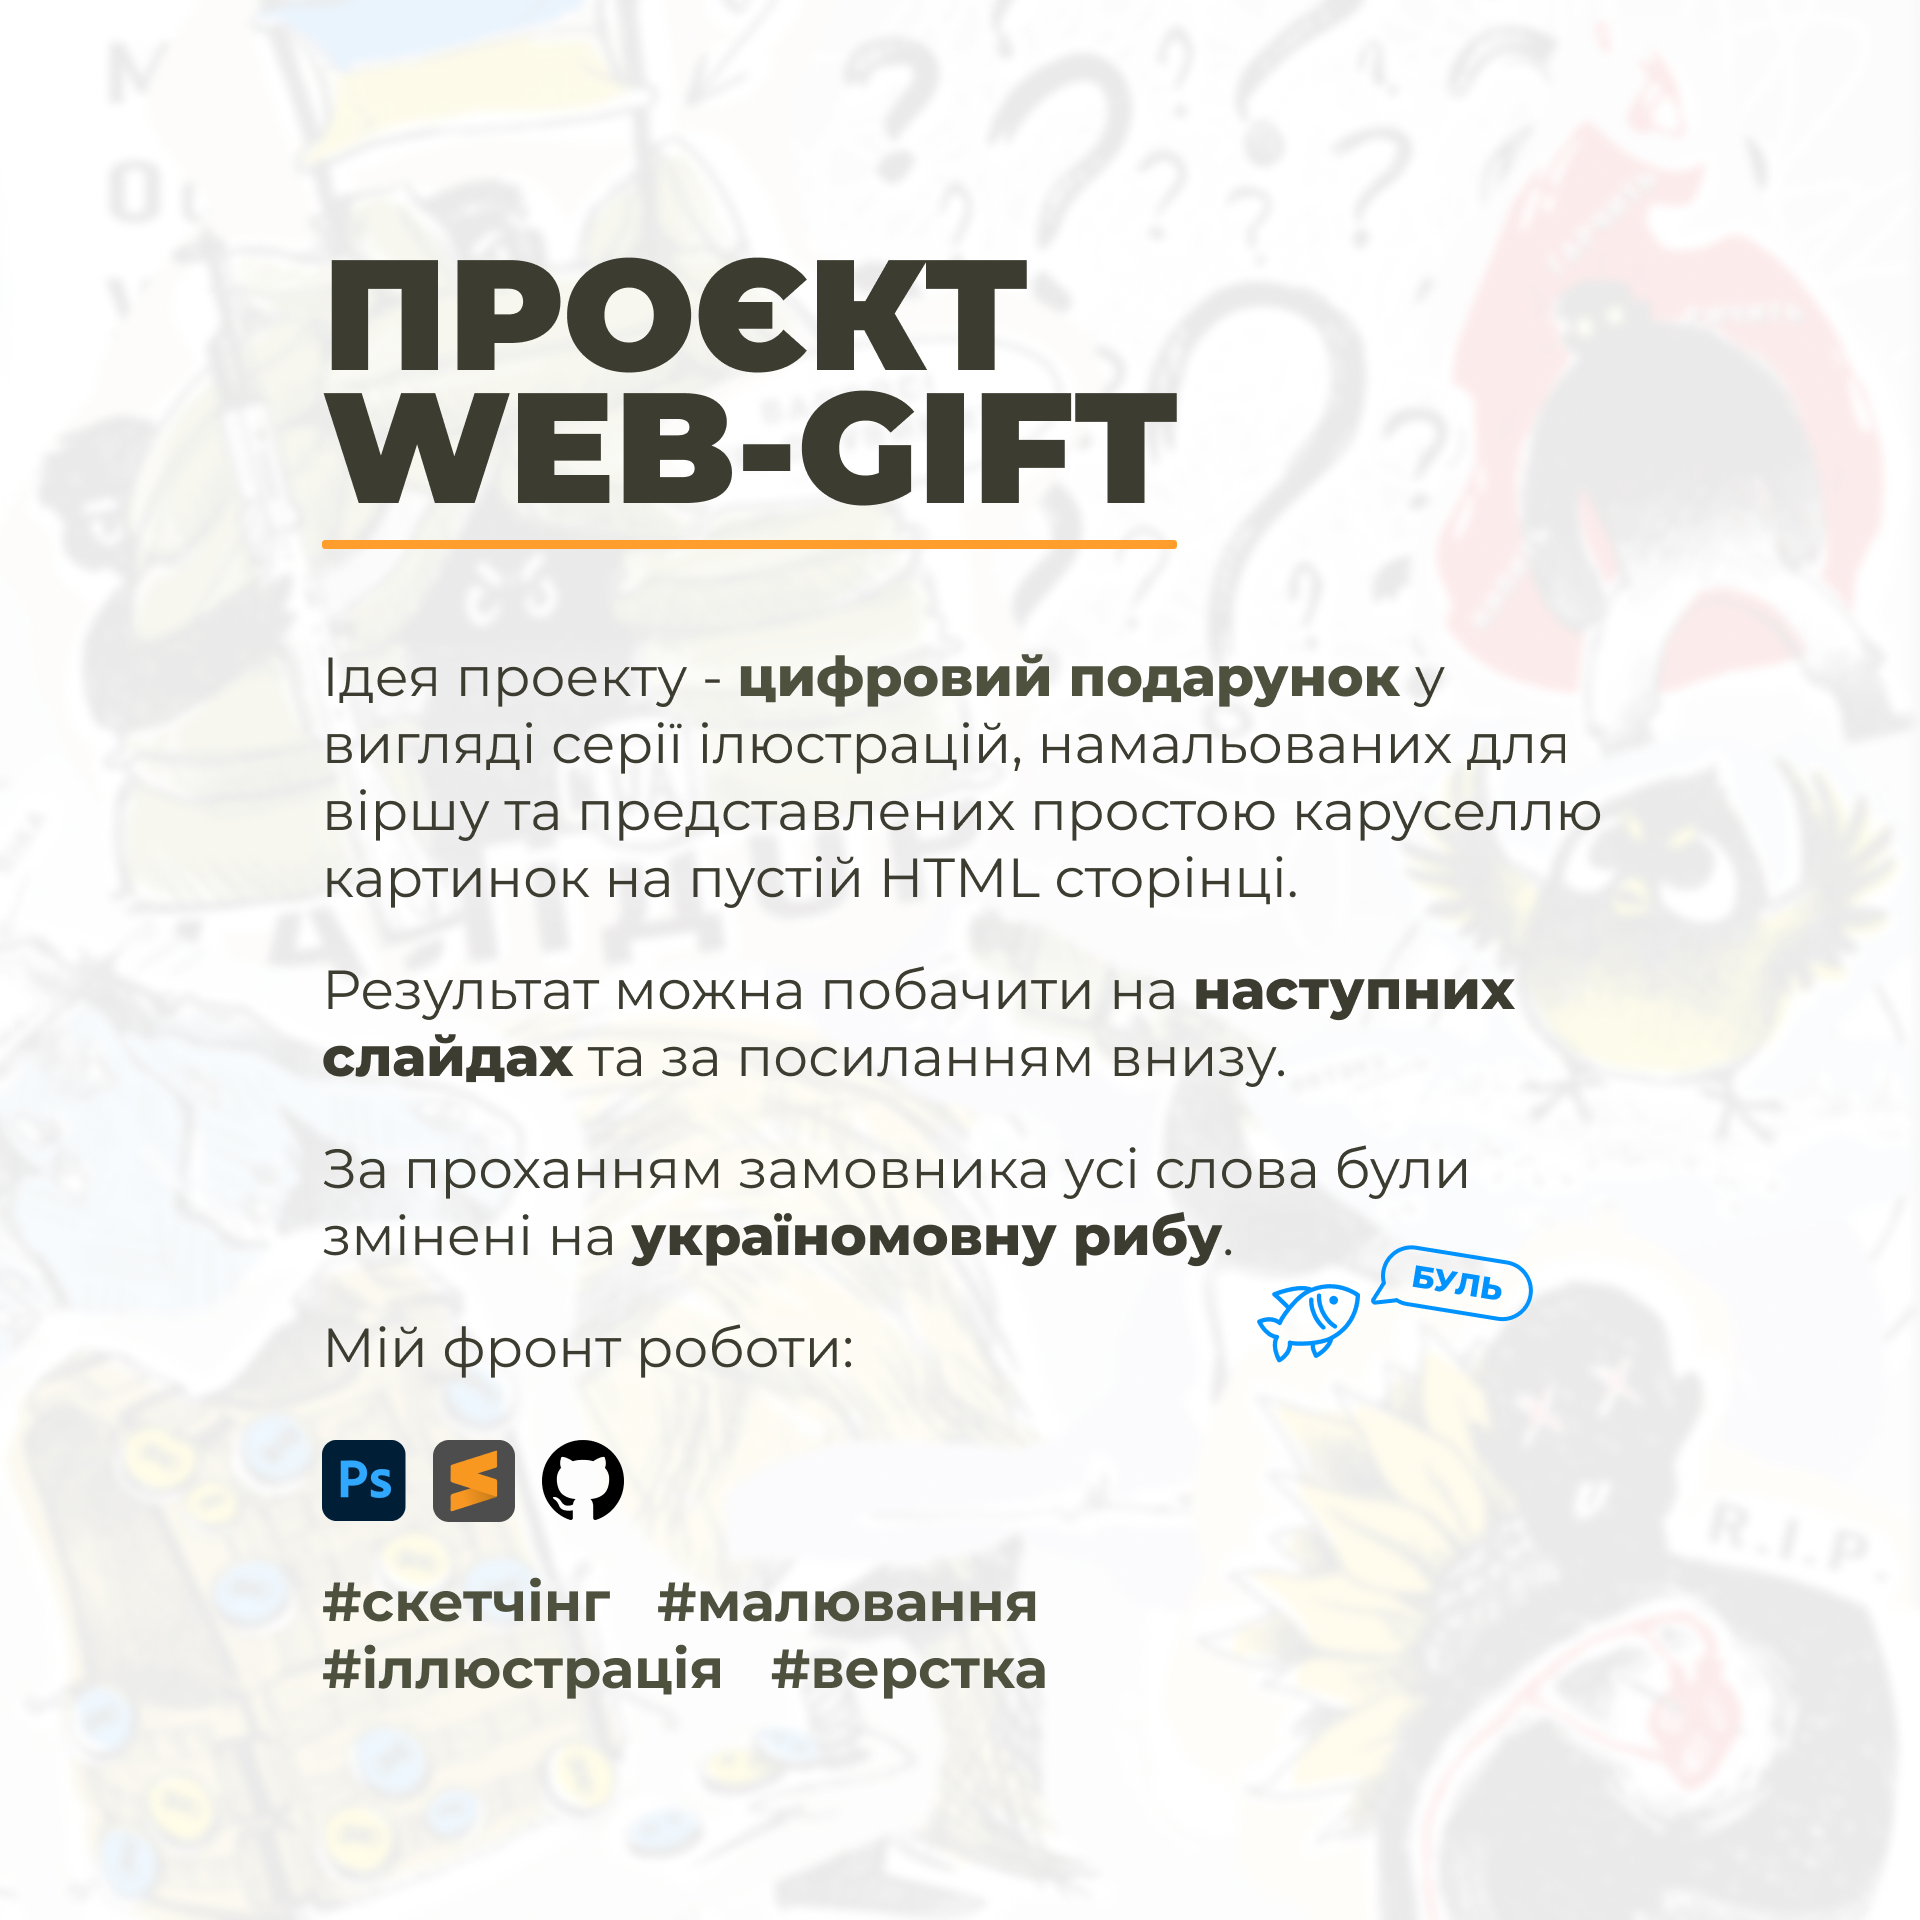 ПРОЄКТ
WEB-GIFT
Ідея проекту - цифровий подарунок у
вигляді серії ілюстрацій, намальованих для
віршу та представлених простою каруселлю
картинок на пустій HTML сторінці.
Результат можна побачити на наступних
слайдах та за посиланням внизу.
За проханням замовника усі слова були
змінені на україномовну рибу.
БУЛЬ
Мій фронт роботи:
Ps
#скетчінг #малювання
#іллюстрація #верстка
R.I.P.